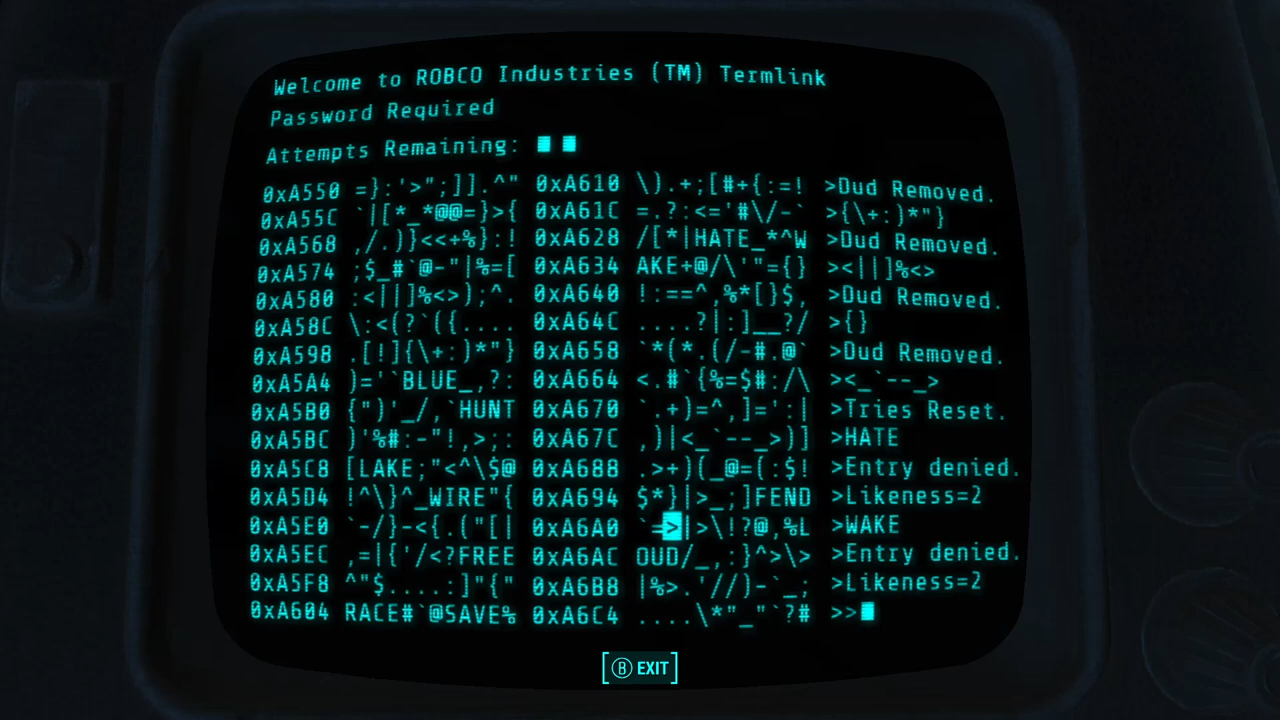 Welcome to ROBCO Industries (TM) Termlink
Password Required
Attempts Remaining: ■ ■
0xA550 =}:'>";]].^" 0xA610 \).+;[#+{:=! >Dud Removed.
0xA55C `|[*_*@@=}>{ 0xA61C =.?:<='#\/-` >{\+:)*"}
0xA568 ,/.)}<<+%}:! 0xA628 /[*|HATE_*^W >Dud Removed.
0xA574 ;$_#`@-"|%=[ 0xA634 AKE+@/\'"={} ><||]%<>
0xA580 :<||]%<>);^. 0xA640 !:==^,%*[}$, >Dud Removed.
0xA58C \:<(?`({.... 0xA64C ....?|:]__?/ >{}
0xA598 .[!]{\+:)*"} 0xA658 `*(*.(/-#.@` >Dud Removed.
0xA5A4 )='`BLUE_,?: 0xA664 <.#`{%=$#:/\ ><_`--_>
0xA5B0 {")'_/,`HUNT 0xA670 `.+)=^,]=':| >Tries Reset.
0xA5BC )'%#:-"!,>;: 0xA67C ,)|<_`--_>)] >HATE
0xA5C8 [LAKE;"<^\$@ 0xA688 .>+)(_@=(:$! >Entry denied.
0xA5D4 !^\}^_WIRE"{ 0xA694 $*}|>_;]FEND >Likeness=2
0xA5E0 `-/}-<{.("[| 0xA6A0 `=>|>\!?@,%L >WAKE
0xA5EC ,=|{'/<?FREE 0xA6AC OUD/_,:}^>\> >Entry denied.
0xA5F8 ^"$....:]"{" 0xA6B8 |%>.'//)-`_; >Likeness=2
0xA604 RACE#`@SAVE% 0xA6C4 ....\*"_"`?# >>■
[Ⓑ EXIT]